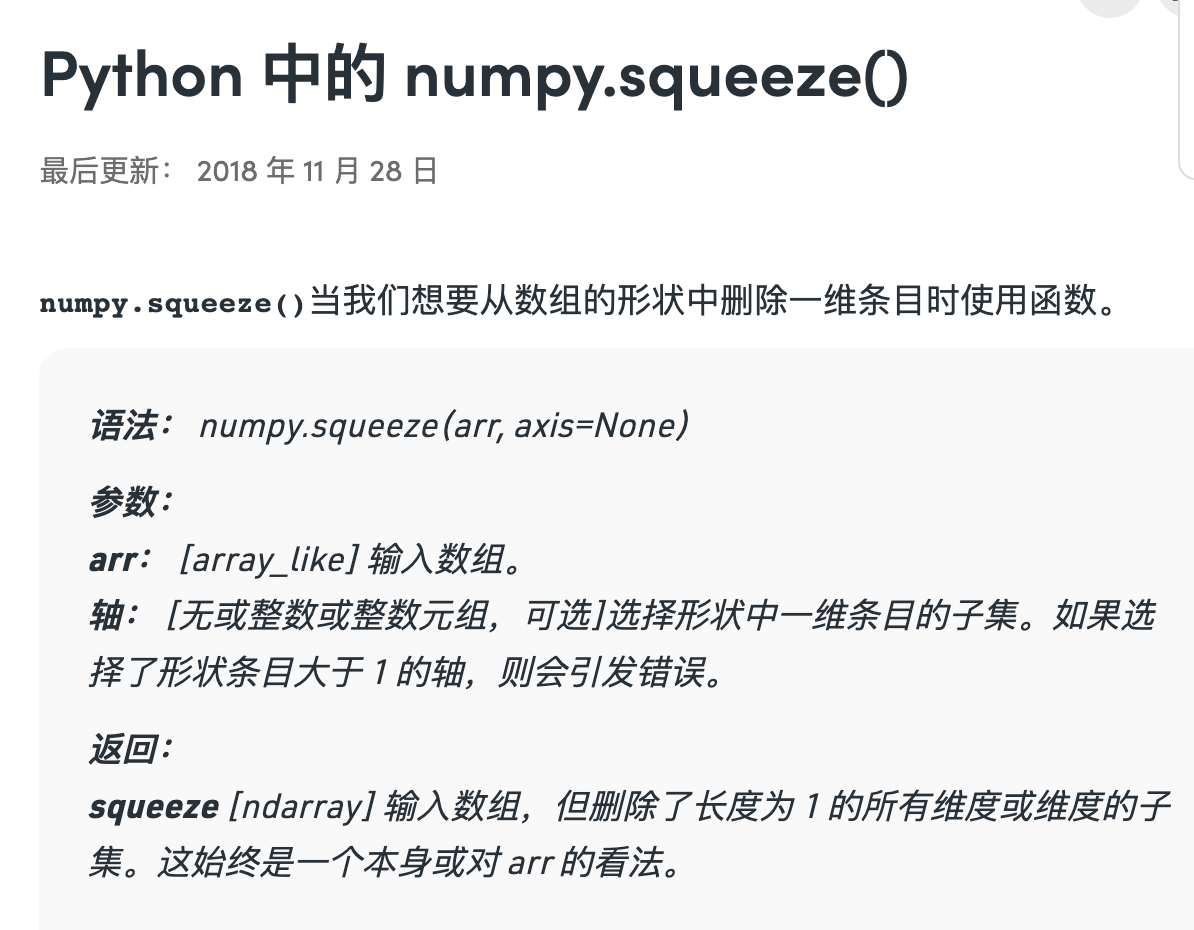 Python 中的 numpy.squeeze()
最后更新： 2018 年 11 月 28 日
numpy.squeeze()当我们想要从数组的形状中删除一维条目时使用函数。
语法： numpy.squeeze(arr, axis=None)
参数：
arr： [array_like] 输入数组。
轴： [无或整数或整数元组，可选]选择形状中一维条目的子集。如果选
择了形状条目大于 1 的轴，则会引发错误。
返回：
squeeze [ndarray] 输入数组，但删除了长度为 1 的所有维度或维度的子
集。这始终是一个本身或对 arr 的看法。